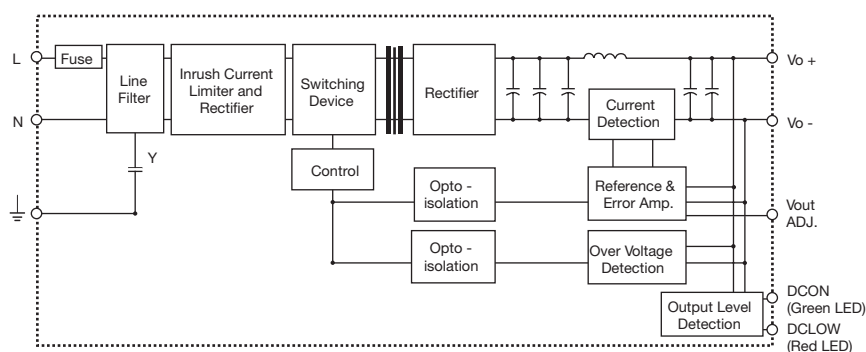 L
Fuse
Line
Filter
Inrush Current
Limiter and
Rectifier
Switching
Device
Rectifier
Current
Detection
Vo +
N
Vo -
Y
Control
Opto -
isolation
Reference &
Error Amp.
Vout
ADJ.
Opto -
isolation
Over Voltage
Detection
Output Level
Detection
DCON
(Green LED)
DCLOW
(Red LED)